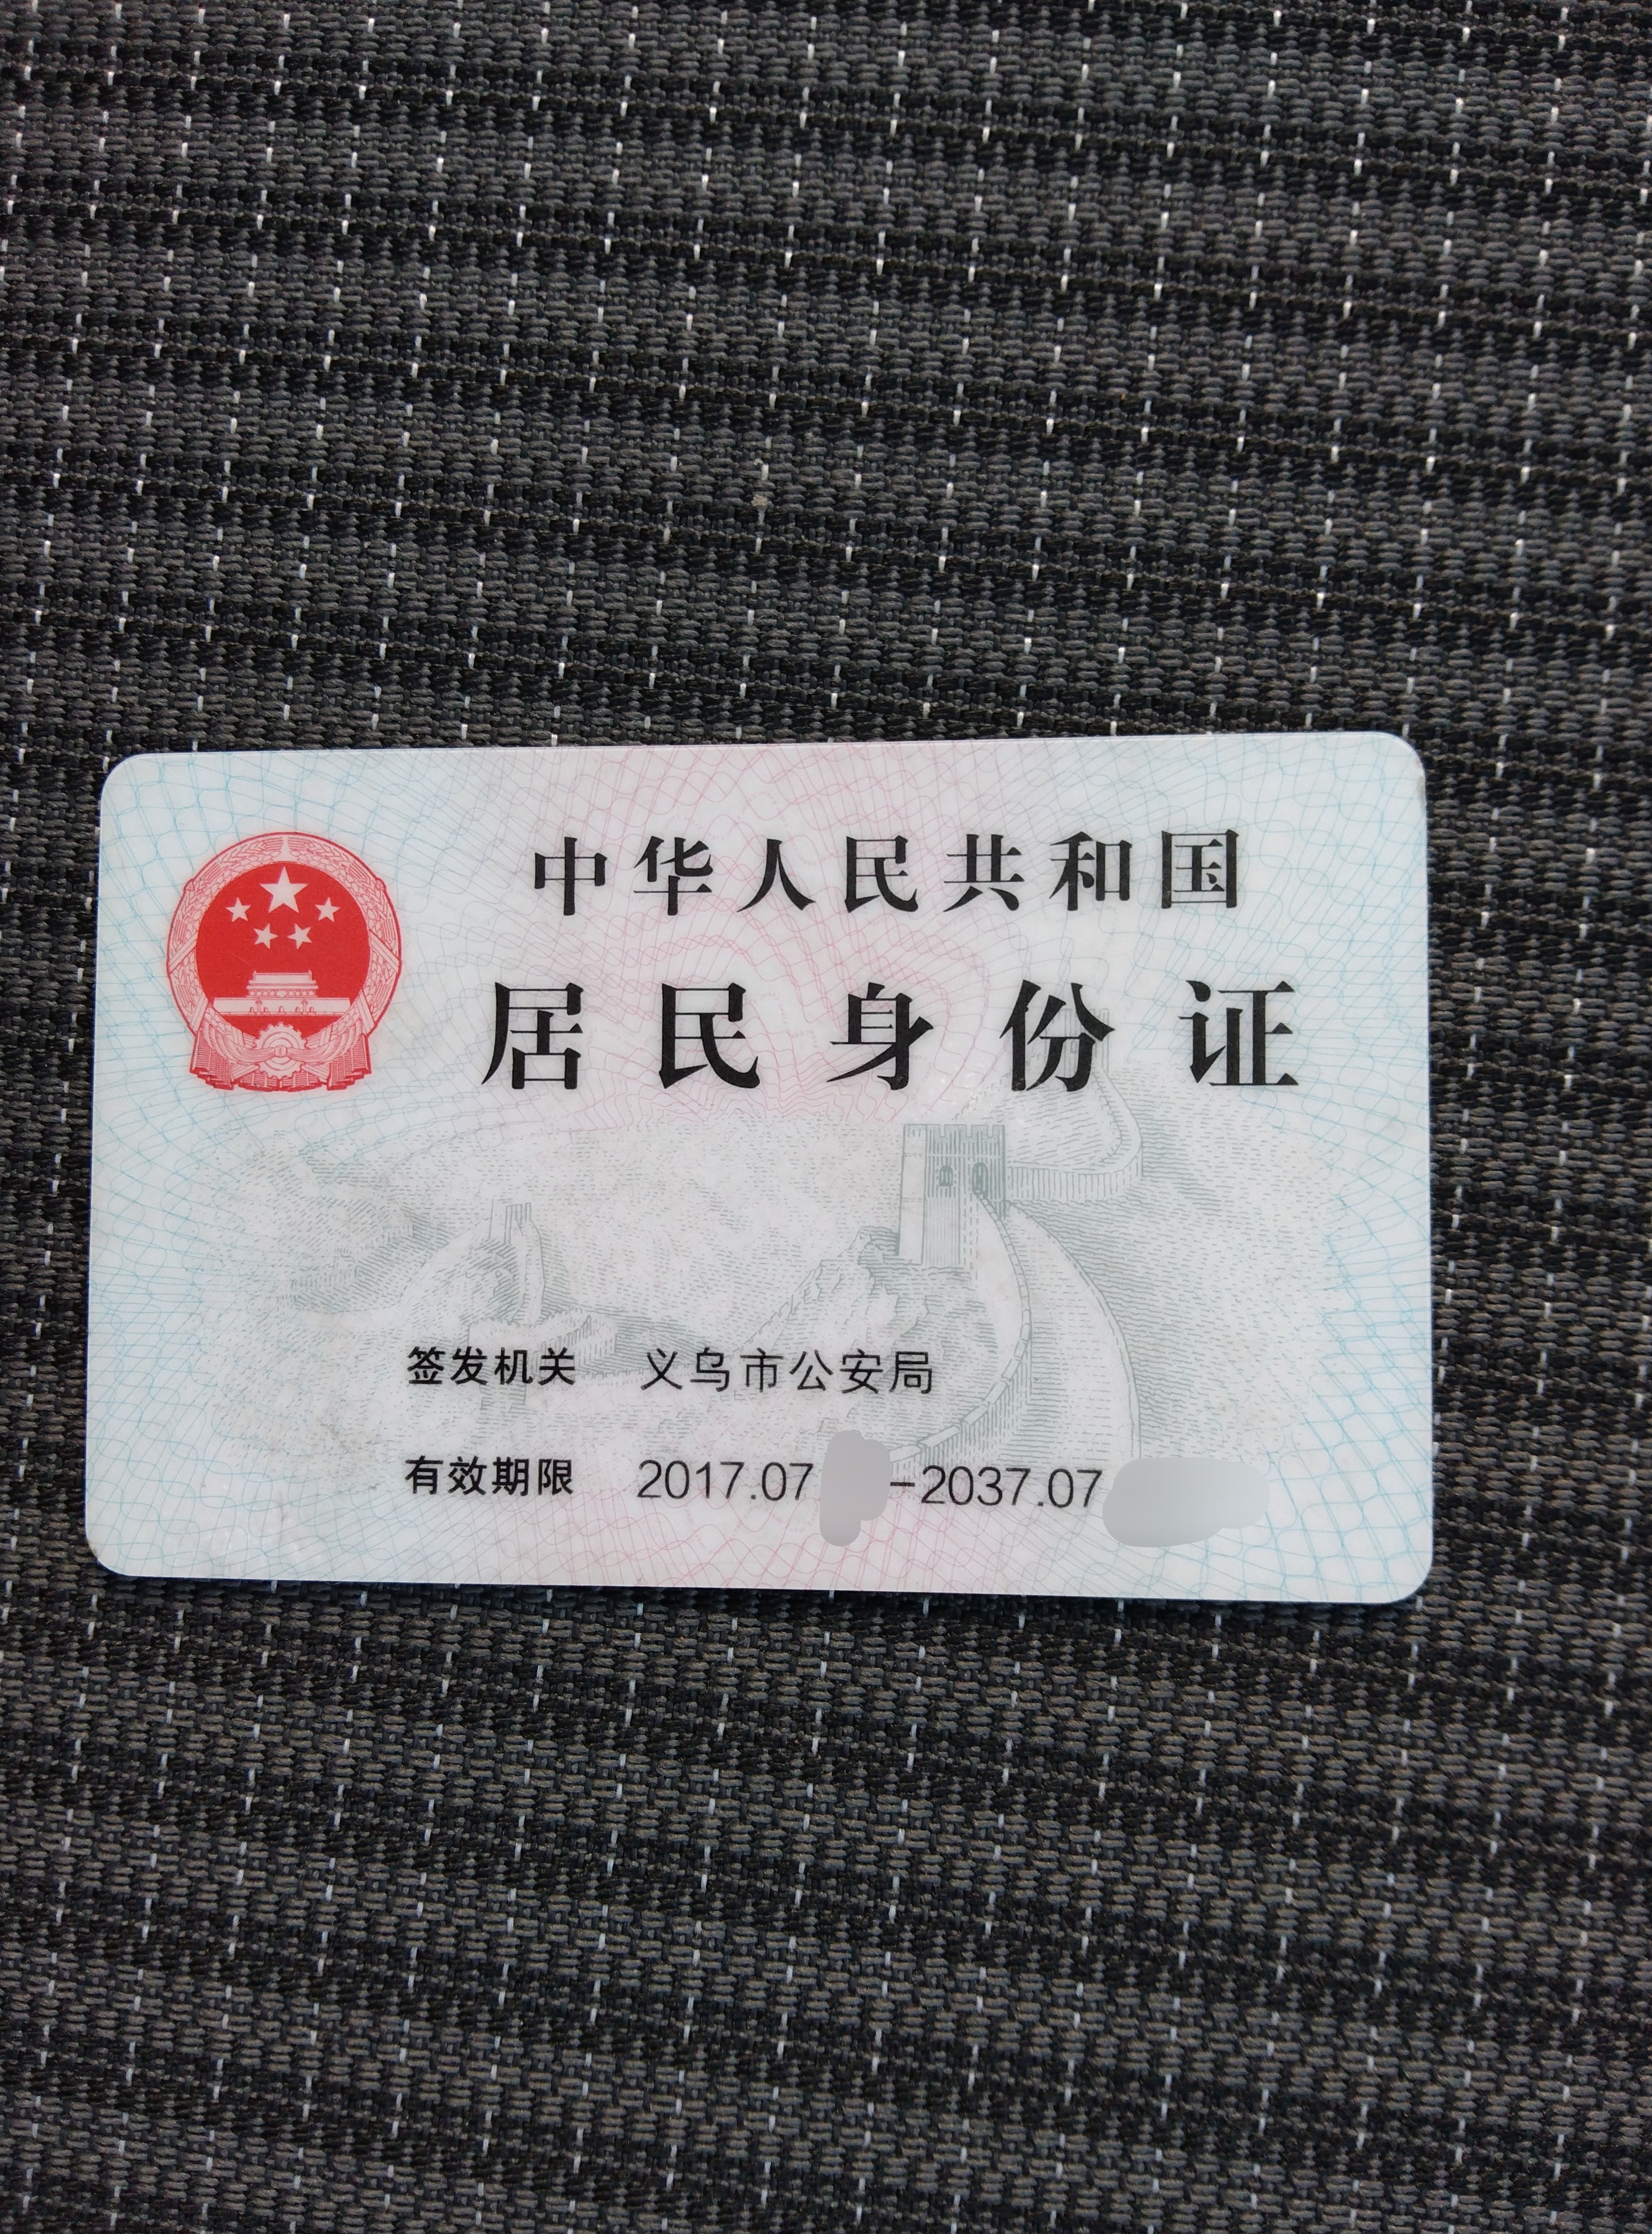 中华人民共和国
居民身份证
签发机关 义乌市公安局
有效期限 2017.07 -2037.07